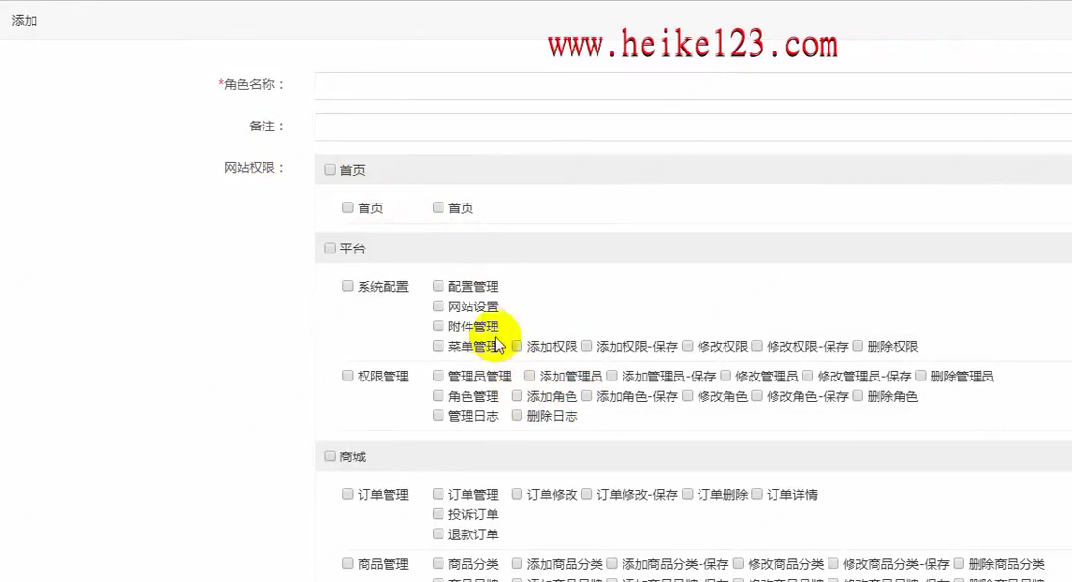 添加
www.heike123.com
*角色名称：
备注：
网站权限： 首页
首页 首页
平台
系统配置 配置管理
网站设置
附件管理
菜单管理 添加权限 添加权限-保存 修改权限 修改权限-保存 删除权限
权限管理 管理员管理 添加管理员 添加管理员-保存 修改管理员 修改管理员-保存 删除管理员
角色管理 添加角色 添加角色-保存 修改角色 修改角色-保存 删除角色
管理日志 删除日志
商城
订单管理 订单管理 订单修改 订单修改-保存 订单删除 订单详情
投诉订单
退款订单
商品管理 商品分类 添加商品分类 添加商品分类-保存 修改商品分类 修改商品分类-保存 删除商品分类